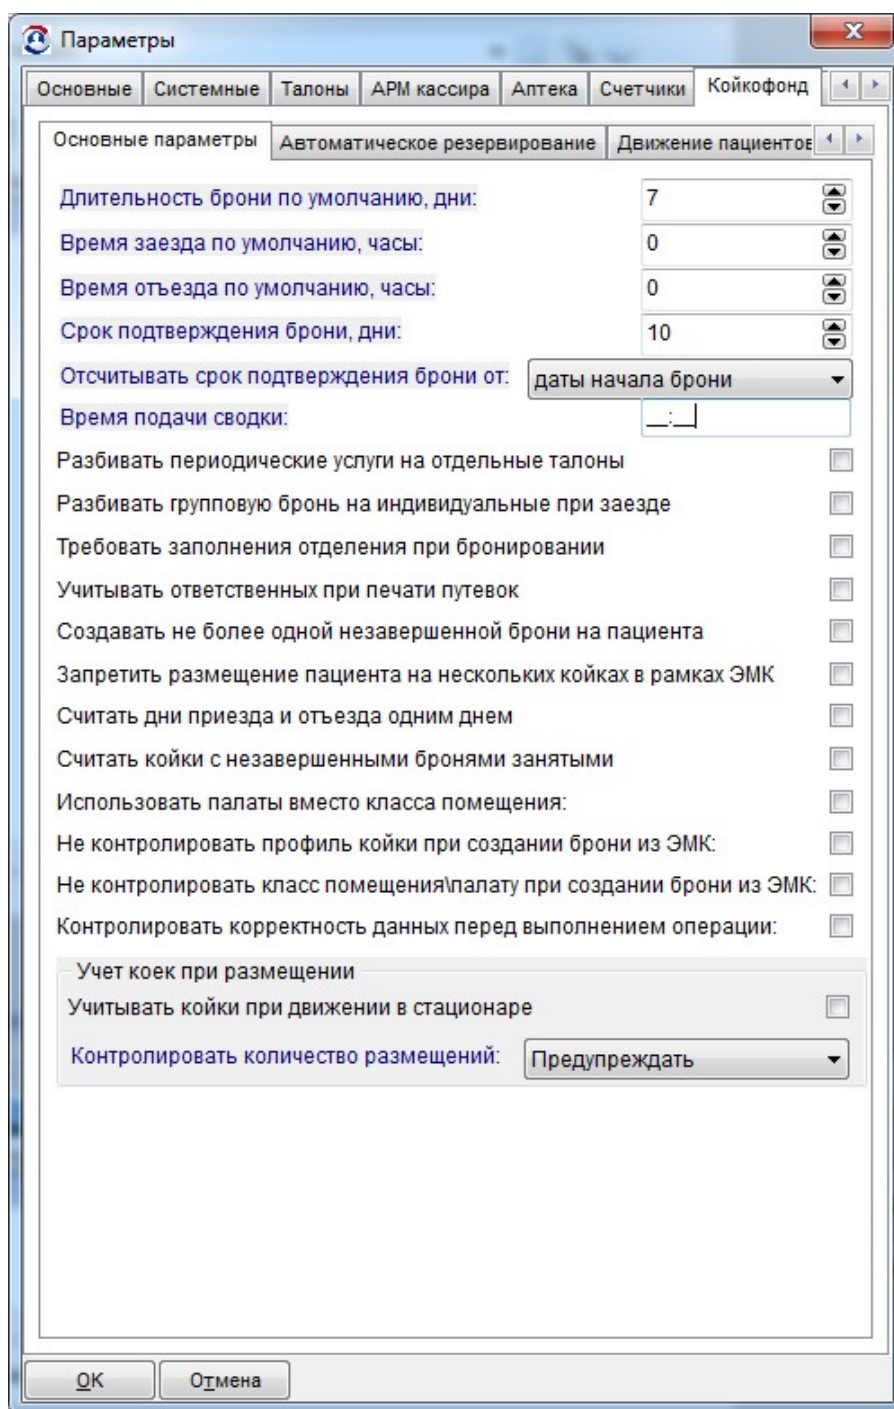 Параметры
Основные Системные Талоны АРМ кассира Аптека Счетчики Койкофонд
Основные параметры Автоматическое резервирование Движение пациентов
Длительность брони по умолчанию, дни: 7
Время заезда по умолчанию, часы: 0
Время отъезда по умолчанию, часы: 0
Срок подтверждения брони, дни: 10
Отсчитывать срок подтверждения брони от: даты начала брони
Время подачи сводки: __:__
Разбивать периодические услуги на отдельные талоны
Разбивать групповую бронь на индивидуальные при заезде
Требовать заполнения отделения при бронировании
Учитывать ответственных при печати путевок
Создавать не более одной незавершенной брони на пациента
Запретить размещение пациента на нескольких койках в рамках ЭМК
Считать дни приезда и отъезда одним днем
Считать койки с незавершенными бронями занятыми
Использовать палаты вместо класса помещения:
Не контролировать профиль койки при создании брони из ЭМК:
Не контролировать класс помещения\палату при создании брони из ЭМК:
Контролировать корректность данных перед выполнением операции:
Учет коек при размещении
Учитывать койки при движении в стационаре
Контролировать количество размещений: Предупреждать
OK Отмена